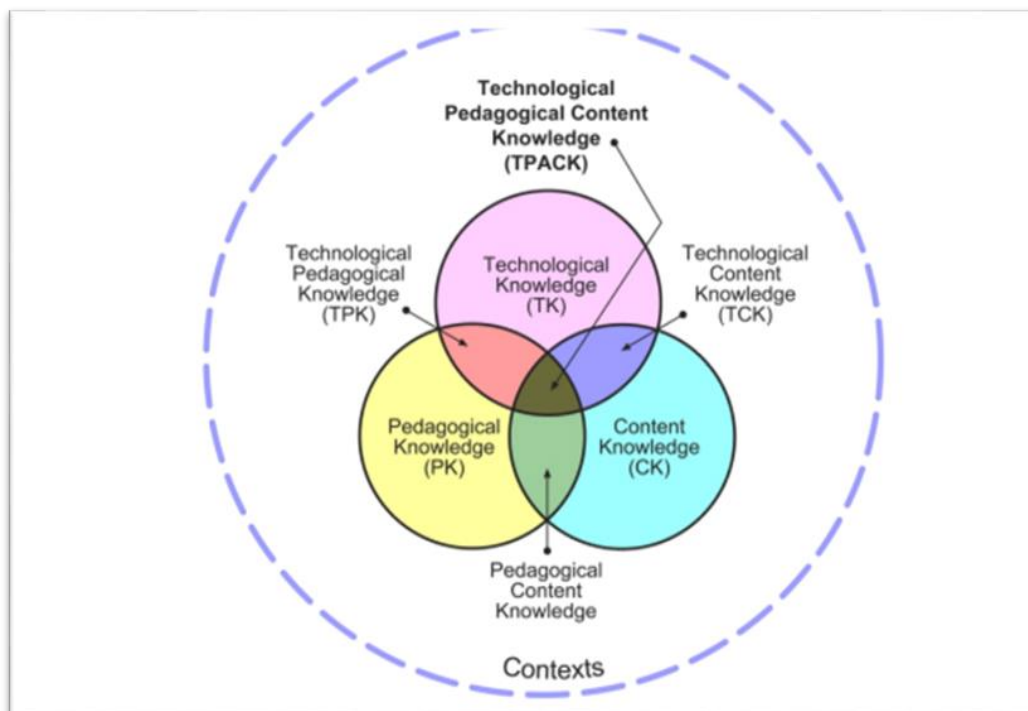 Technological
Pedagogical Content
Knowledge
(TPACK)
Technological
Pedagogical
Knowledge
(TPK)
Technological
Knowledge
(TK)
Technological
Content
Knowledge
(TCK)
Pedagogical
Knowledge
(PK)
Content
Knowledge
(CK)
Pedagogical
Content
Knowledge
Contexts